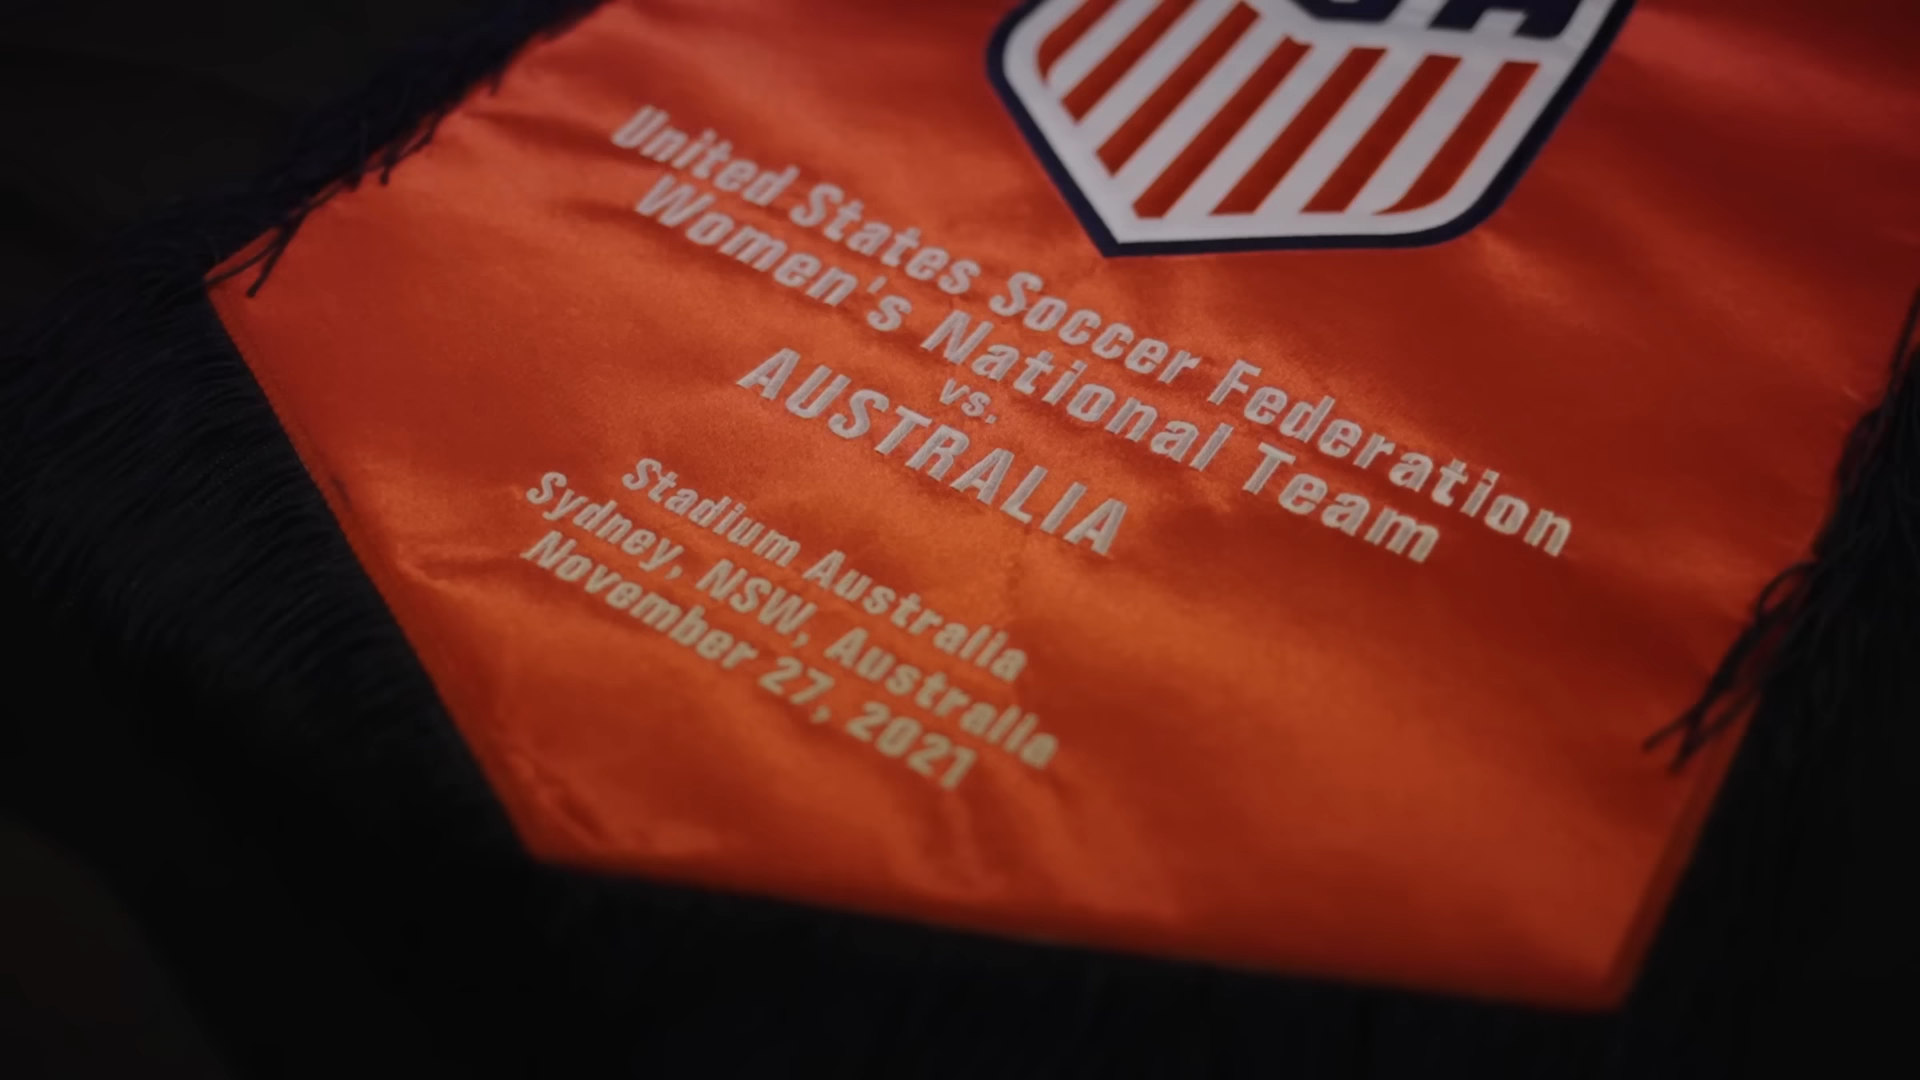 United States Soccer Federation
Women's National Team
vs.
AUSTRALIA
Stadium Australia
Sydney, NSW, Australia
November 27, 2021